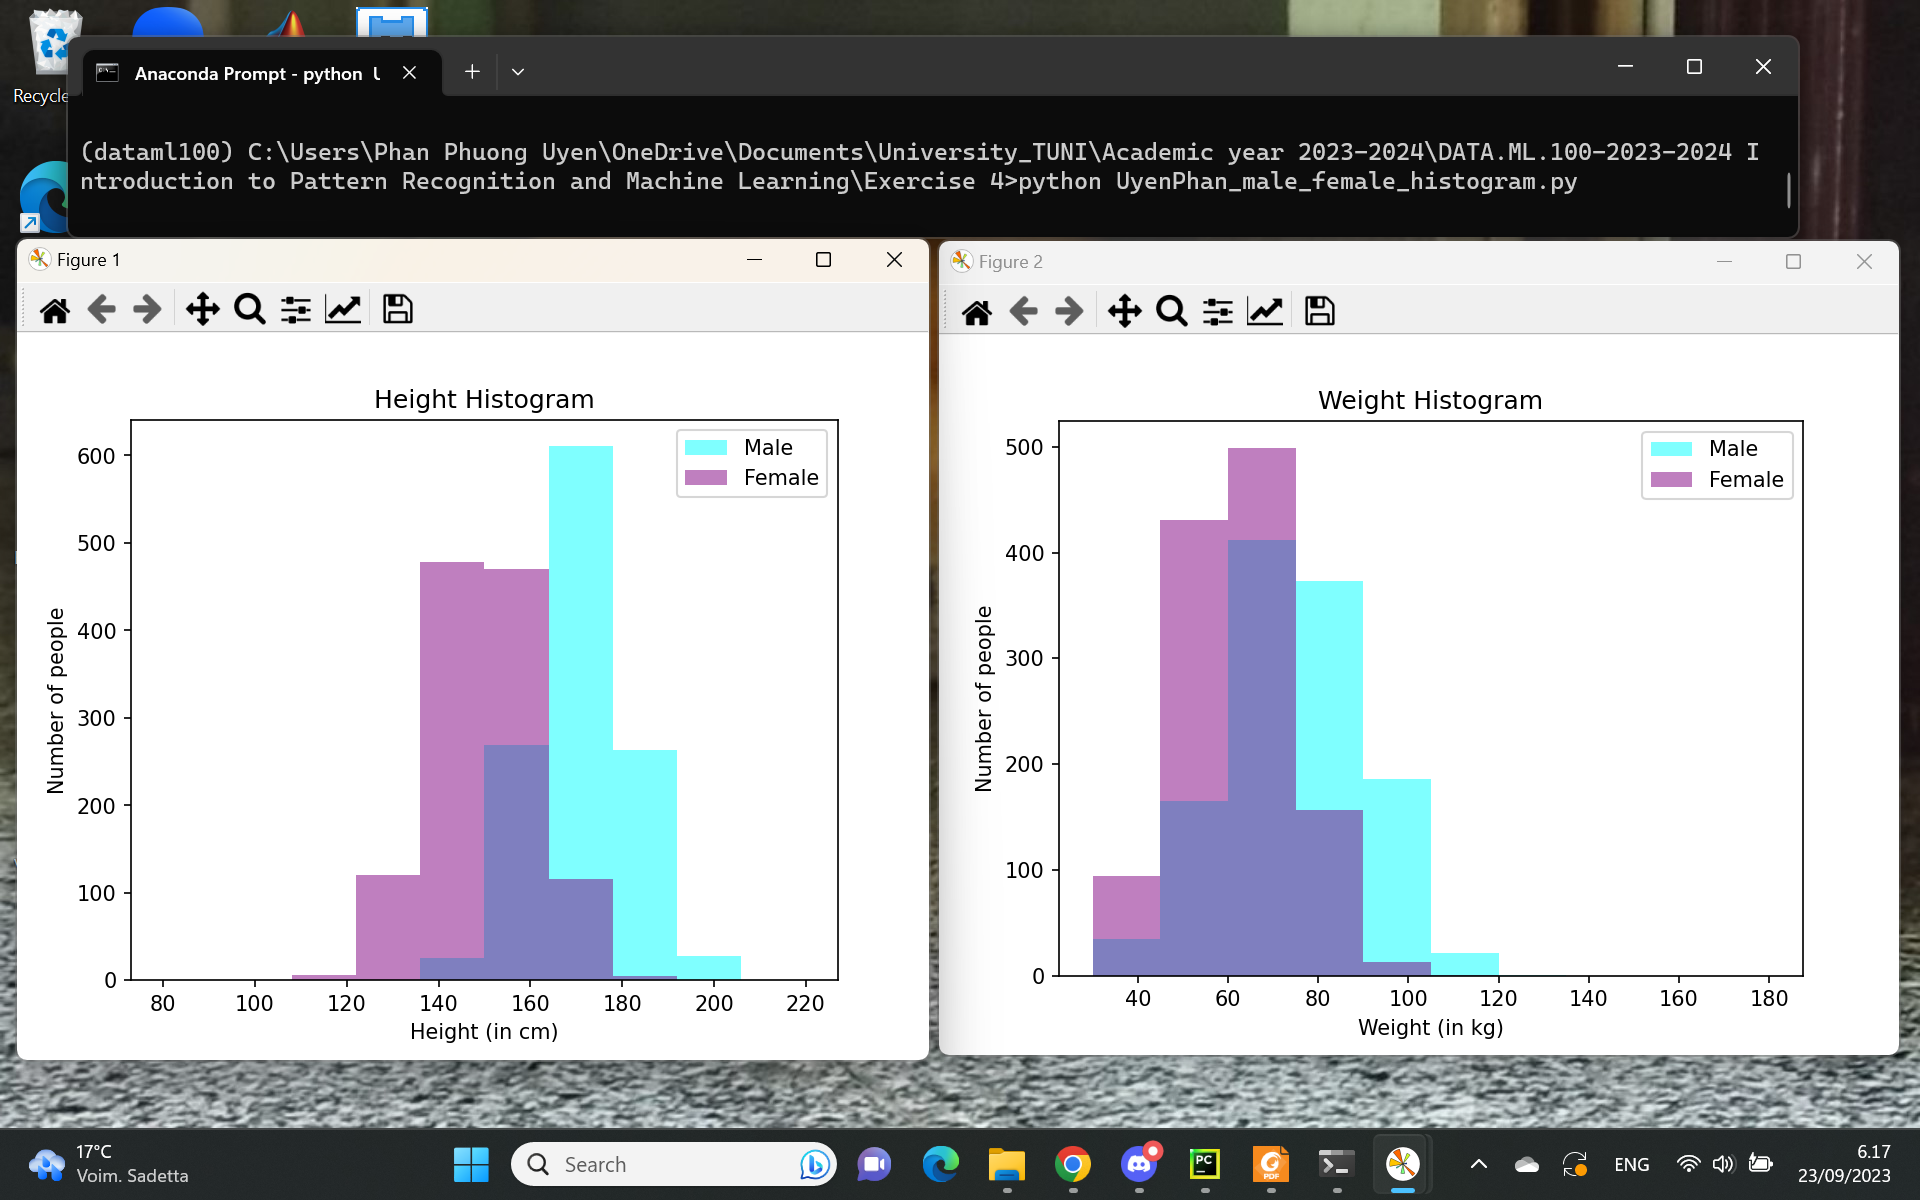 Recycle
Anaconda Prompt - python U
(dataml100) C:\Users\Phan Phuong Uyen\OneDrive\Documents\University_TUNI\Academic year 2023-2024\DATA.ML.100-2023-2024 I
ntroduction to Pattern Recognition and Machine Learning\Exercise 4>python UyenPhan_male_female_histogram.py
Figure 1
Height Histogram
Male
Female
600
500
400
300
200
100
0
Number of people
80 100 120 140 160 180 200 220
Height (in cm)
Figure 2
Weight Histogram
Male
Female
500
400
300
200
100
0
Number of people
40 60 80 100 120 140 160 180
Weight (in kg)
17°C
Voim. Sadetta
Search
PC
PDF
ENG
6.17
23/09/2023